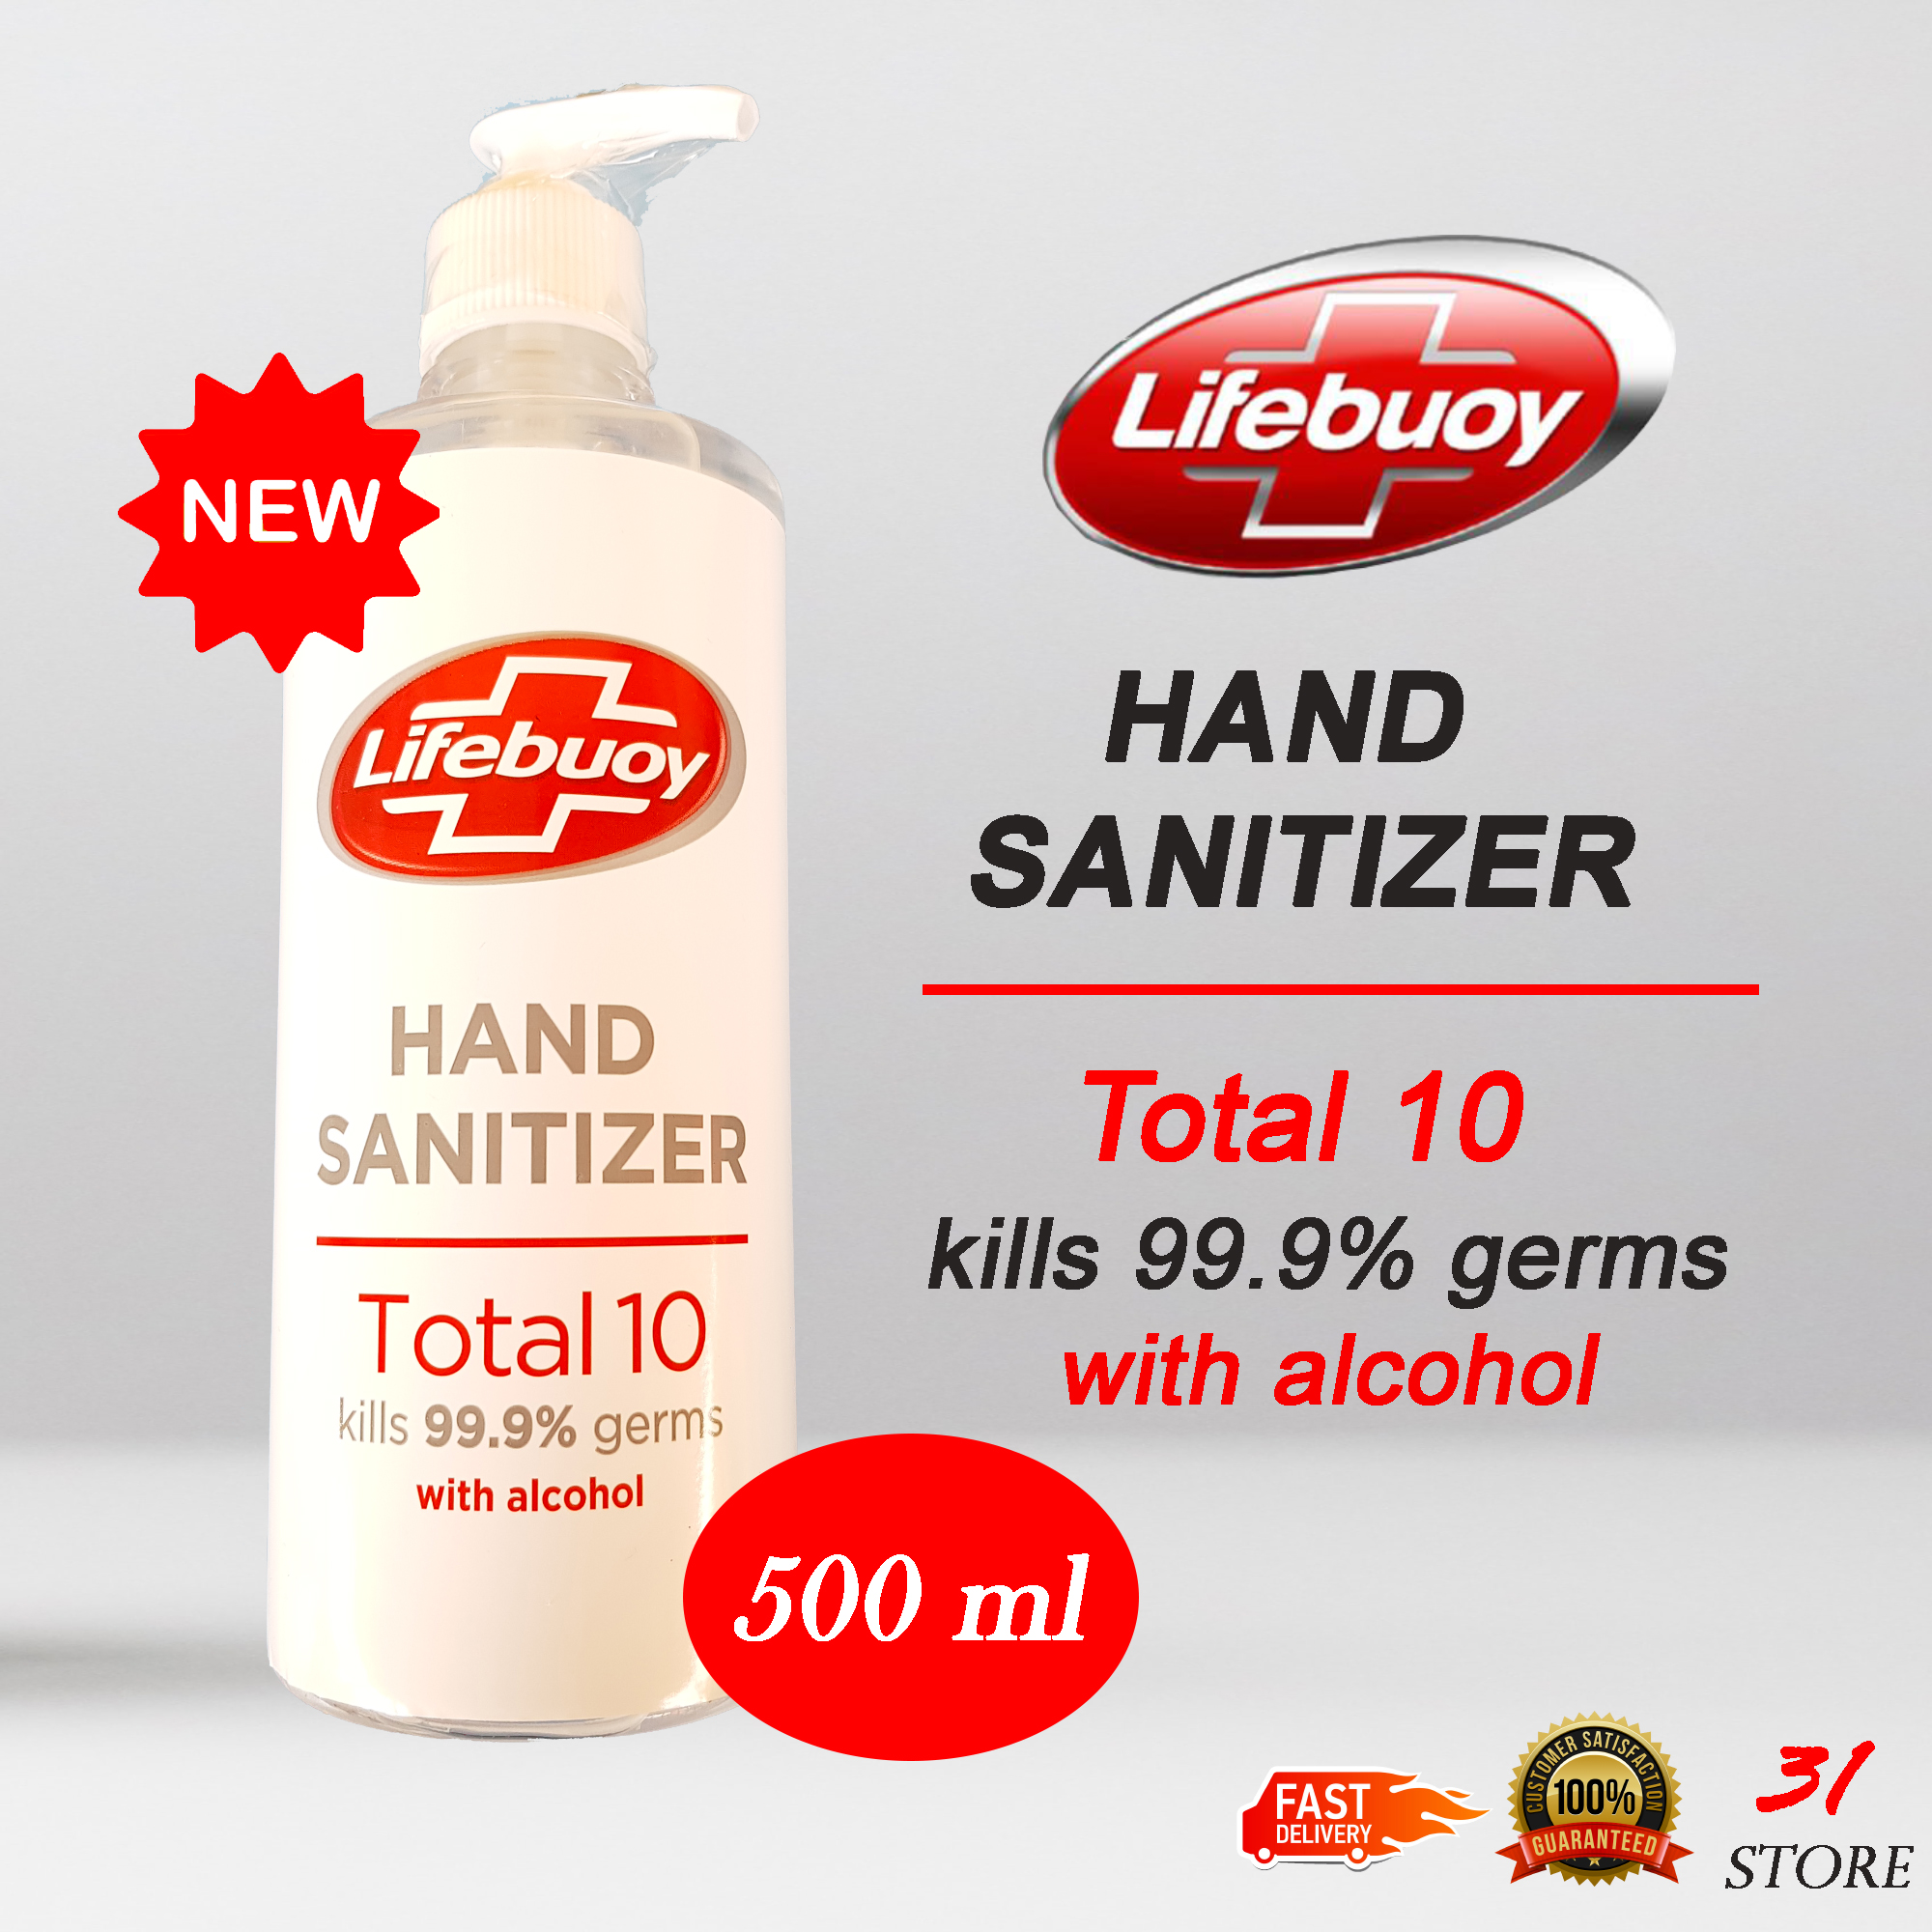 NEW
Lifebuoy
HAND
SANITIZER
Total 10
kills 99.9% germs
with alcohol
Lifebuoy
HAND
SANITIZER
Total 10
kills 99.9% germs
with alcohol
500 ml
FAST
DELIVERY
CUSTOMER SATISFACTION
100%
GUARANTEED
31
STORE